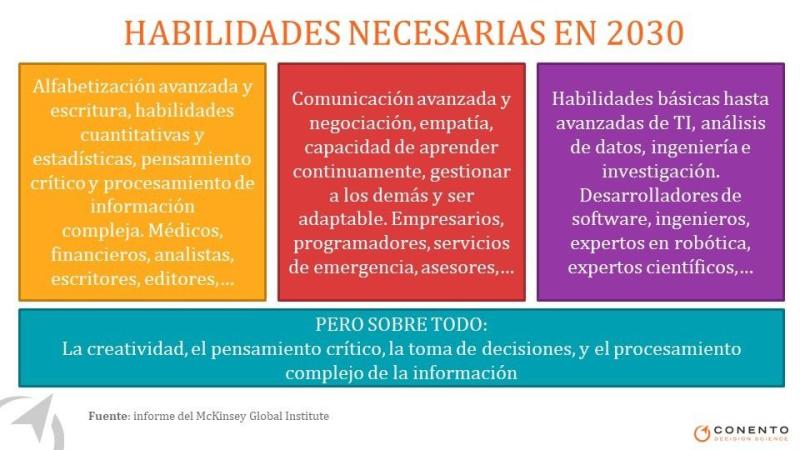 HABILIDADES NECESARIAS EN 2030
Alfabetización avanzada y
escritura, habilidades
cuantitativas y
estadísticas, pensamiento
crítico y procesamiento de
información
compleja. Médicos,
financieros, analistas,
escritores, editores,...
Comunicación avanzada y
negociación, empatía,
capacidad de aprender
continuamente, gestionar
a los demás y ser
adaptable. Empresarios,
programadores, servicios
de emergencia, asesores,...
Habilidades básicas hasta
avanzadas de TI, análisis
de datos, ingeniería e
investigación.
Desarrolladores de
software, ingenieros,
expertos en robótica,
expertos científicos,...
PERO SOBRE TODO:
La creatividad, el pensamiento crítico, la toma de decisiones, y el procesamiento
complejo de la información
Fuente: informe del McKinsey Global Institute
CONENTO
DECISION SCIENCE